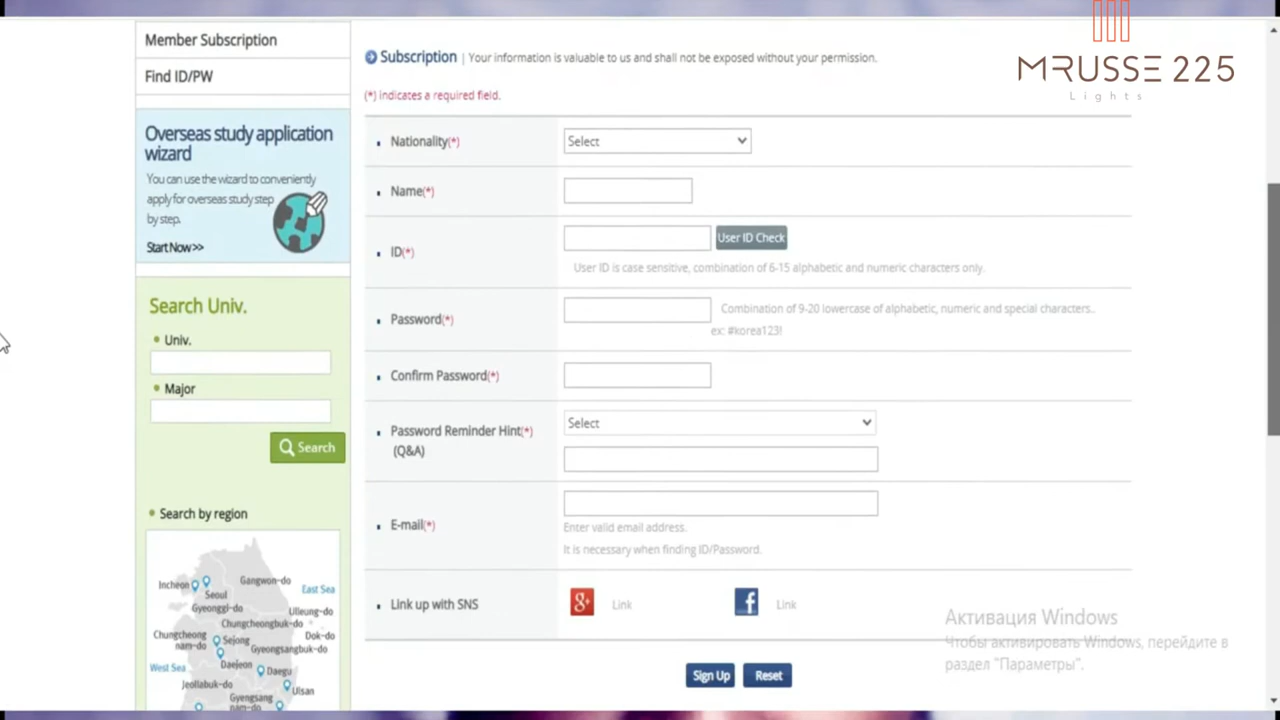 MRUSSE 225
Lights
Member Subscription
Find ID/PW
Overseas study application
wizard
You can use the wizard to conveniently
apply for overseas study step
by step.
Start Now>>
Search Univ.
Univ.
Major
Search
Search by region
Incheon
Seoul
Gangwon-do
East Sea
Gyeonggi-do
Ulleung-do
Chungcheongbuk-do
Chungcheong
nam-do
Sejong
Dok-do
Gyeongsangbuk-do
West Sea
Daejeon
Daegu
Jeollabuk-do
Ulsan
Gyengsang
nam-do
Subscription | Your information is valuable to us and shall not be exposed without your permission.
(*) indicates a required field.
Nationality(*)
Select
Name(*)
ID(*)
User ID Check
User ID is case sensitive, combination of 6-15 alphabetic and numeric characters only.
Password(*)
Combination of 9-20 lowercase of alphabetic, numeric and special characters..
ex: #korea123!
Confirm Password(*)
Password Reminder Hint(*)
(Q&A)
Select
E-mail(*)
Enter valid email address.
It is necessary when finding ID/Password.
Link up with SNS
g+
Link
f
Link
Sign Up
Reset
Активация Windows
Чтобы активировать Windows, перейдите в
раздел "Параметры".